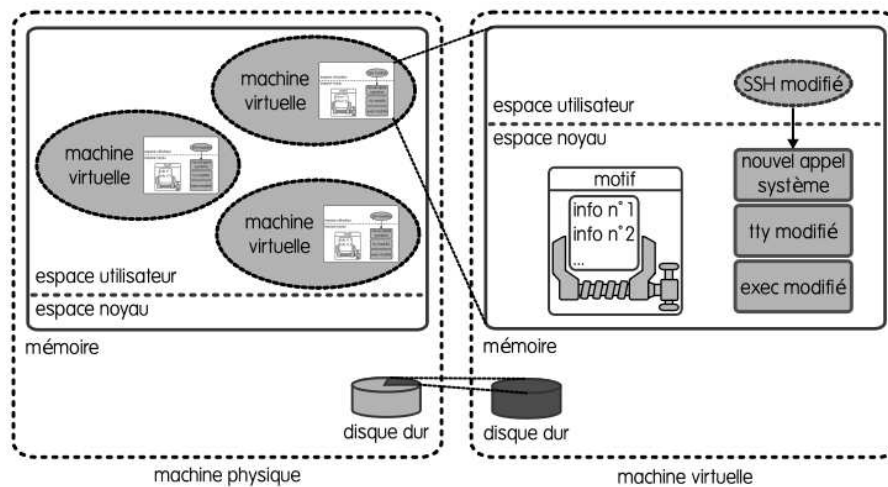 machine
virtuelle
machine
virtuelle
machine
virtuelle
espace utilisateur
espace noyau
mémoire
disque dur
machine physique
SSH modifié
espace utilisateur
espace noyau
motif
info n°1
info n°2
...
nouvel appel
système
tty modifié
exec modifié
mémoire
disque dur
machine virtuelle